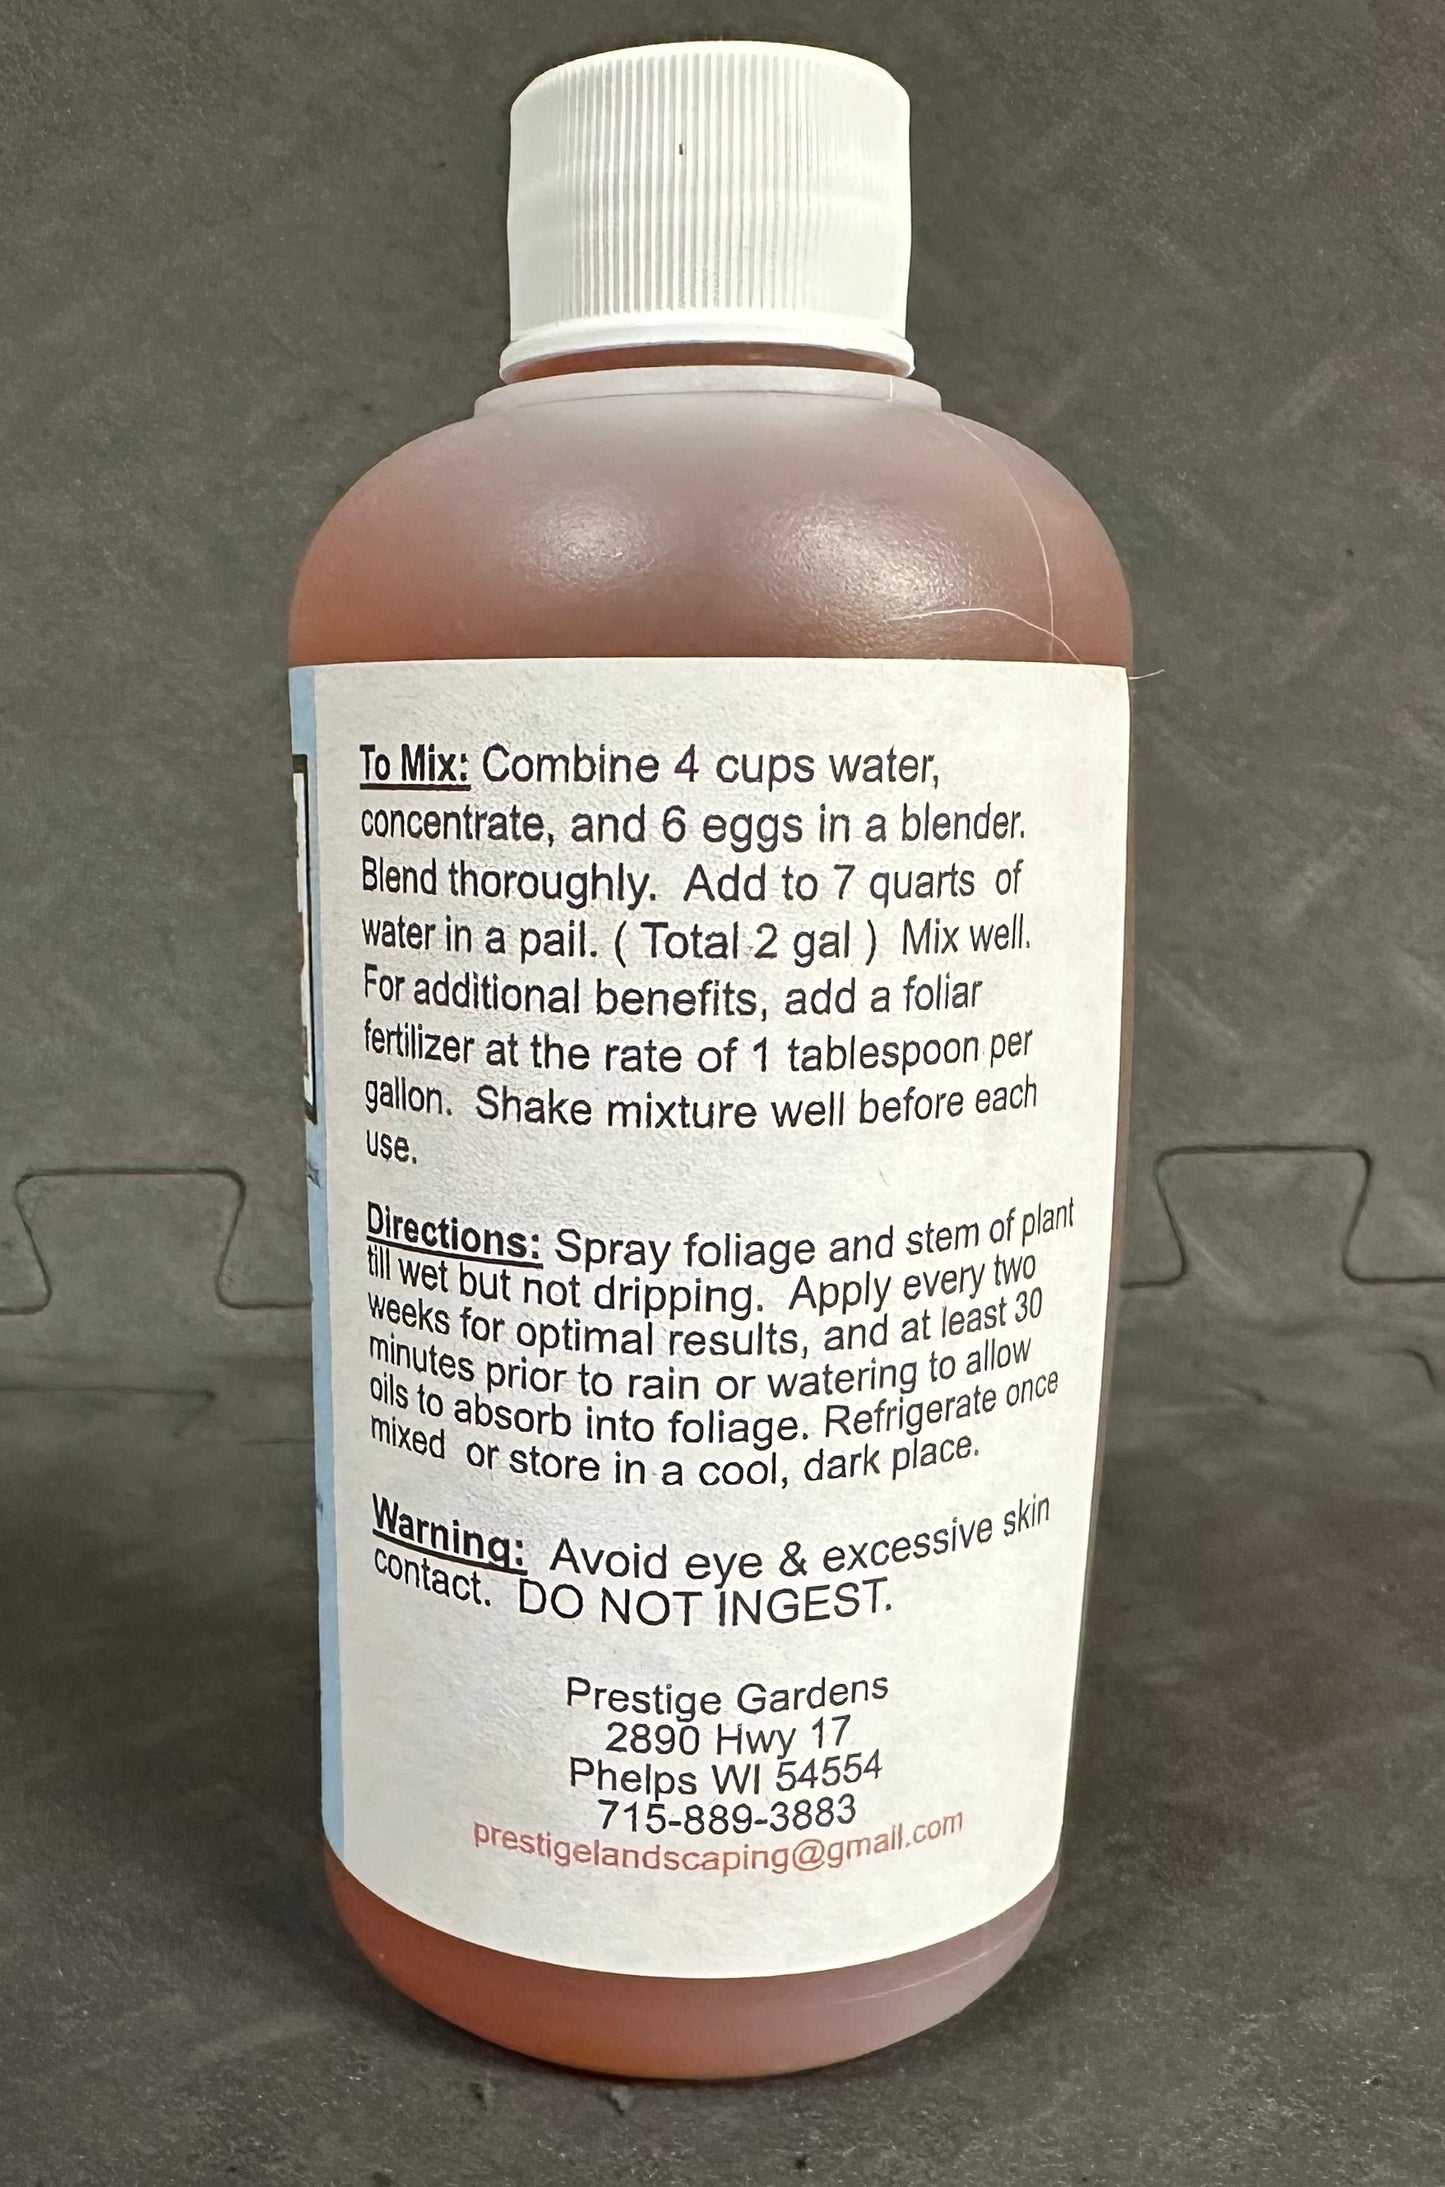 To Mix: Combine 4 cups water,
concentrate, and 6 eggs in a blender.
Blend thoroughly. Add to 7 quarts of
water in a pail. ( Total 2 gal ) Mix well.
For additional benefits, add a foliar
fertilizer at the rate of 1 tablespoon per
gallon. Shake mixture well before each
use.
Directions: Spray foliage and stem of plant
till wet but not dripping. Apply every two
weeks for optimal results, and at least 30
minutes prior to rain or watering to allow
oils to absorb into foliage. Refrigerate once
mixed or store in a cool, dark place.
Warning: Avoid eye & excessive skin
contact. DO NOT INGEST.
Prestige Gardens
2890 Hwy 17
Phelps WI 54554
715-889-3883
prestigelandscaping@gmail.com